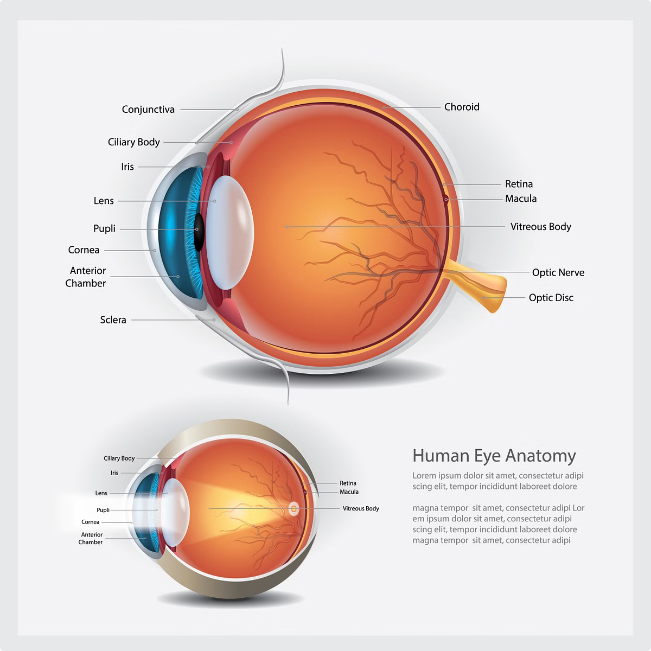 Conjunctiva
Ciliary Body
Iris
Lens
Pupli
Cornea
Anterior
Chamber
Sclera
Choroid
Retina
Macula
Vitreous Body
Optic Nerve
Optic Disc
Ciliary Body
Iris
Lens
Pupli
Cornea
Anterior
Chamber
Retina
Macula
Vitreous Body
Human Eye Anatomy
Lorem ipsum dolor sit amet, consectetur adipi
scing elit, tempor incididunt laboreet dolore
magna tempor sit amet, consectetur adipi Lor
em ipsum dolor sit amet, consectetur adipi
scing elit, tempor incididunt laboreet dolore
magna tempor sit amet, consectetur adipi